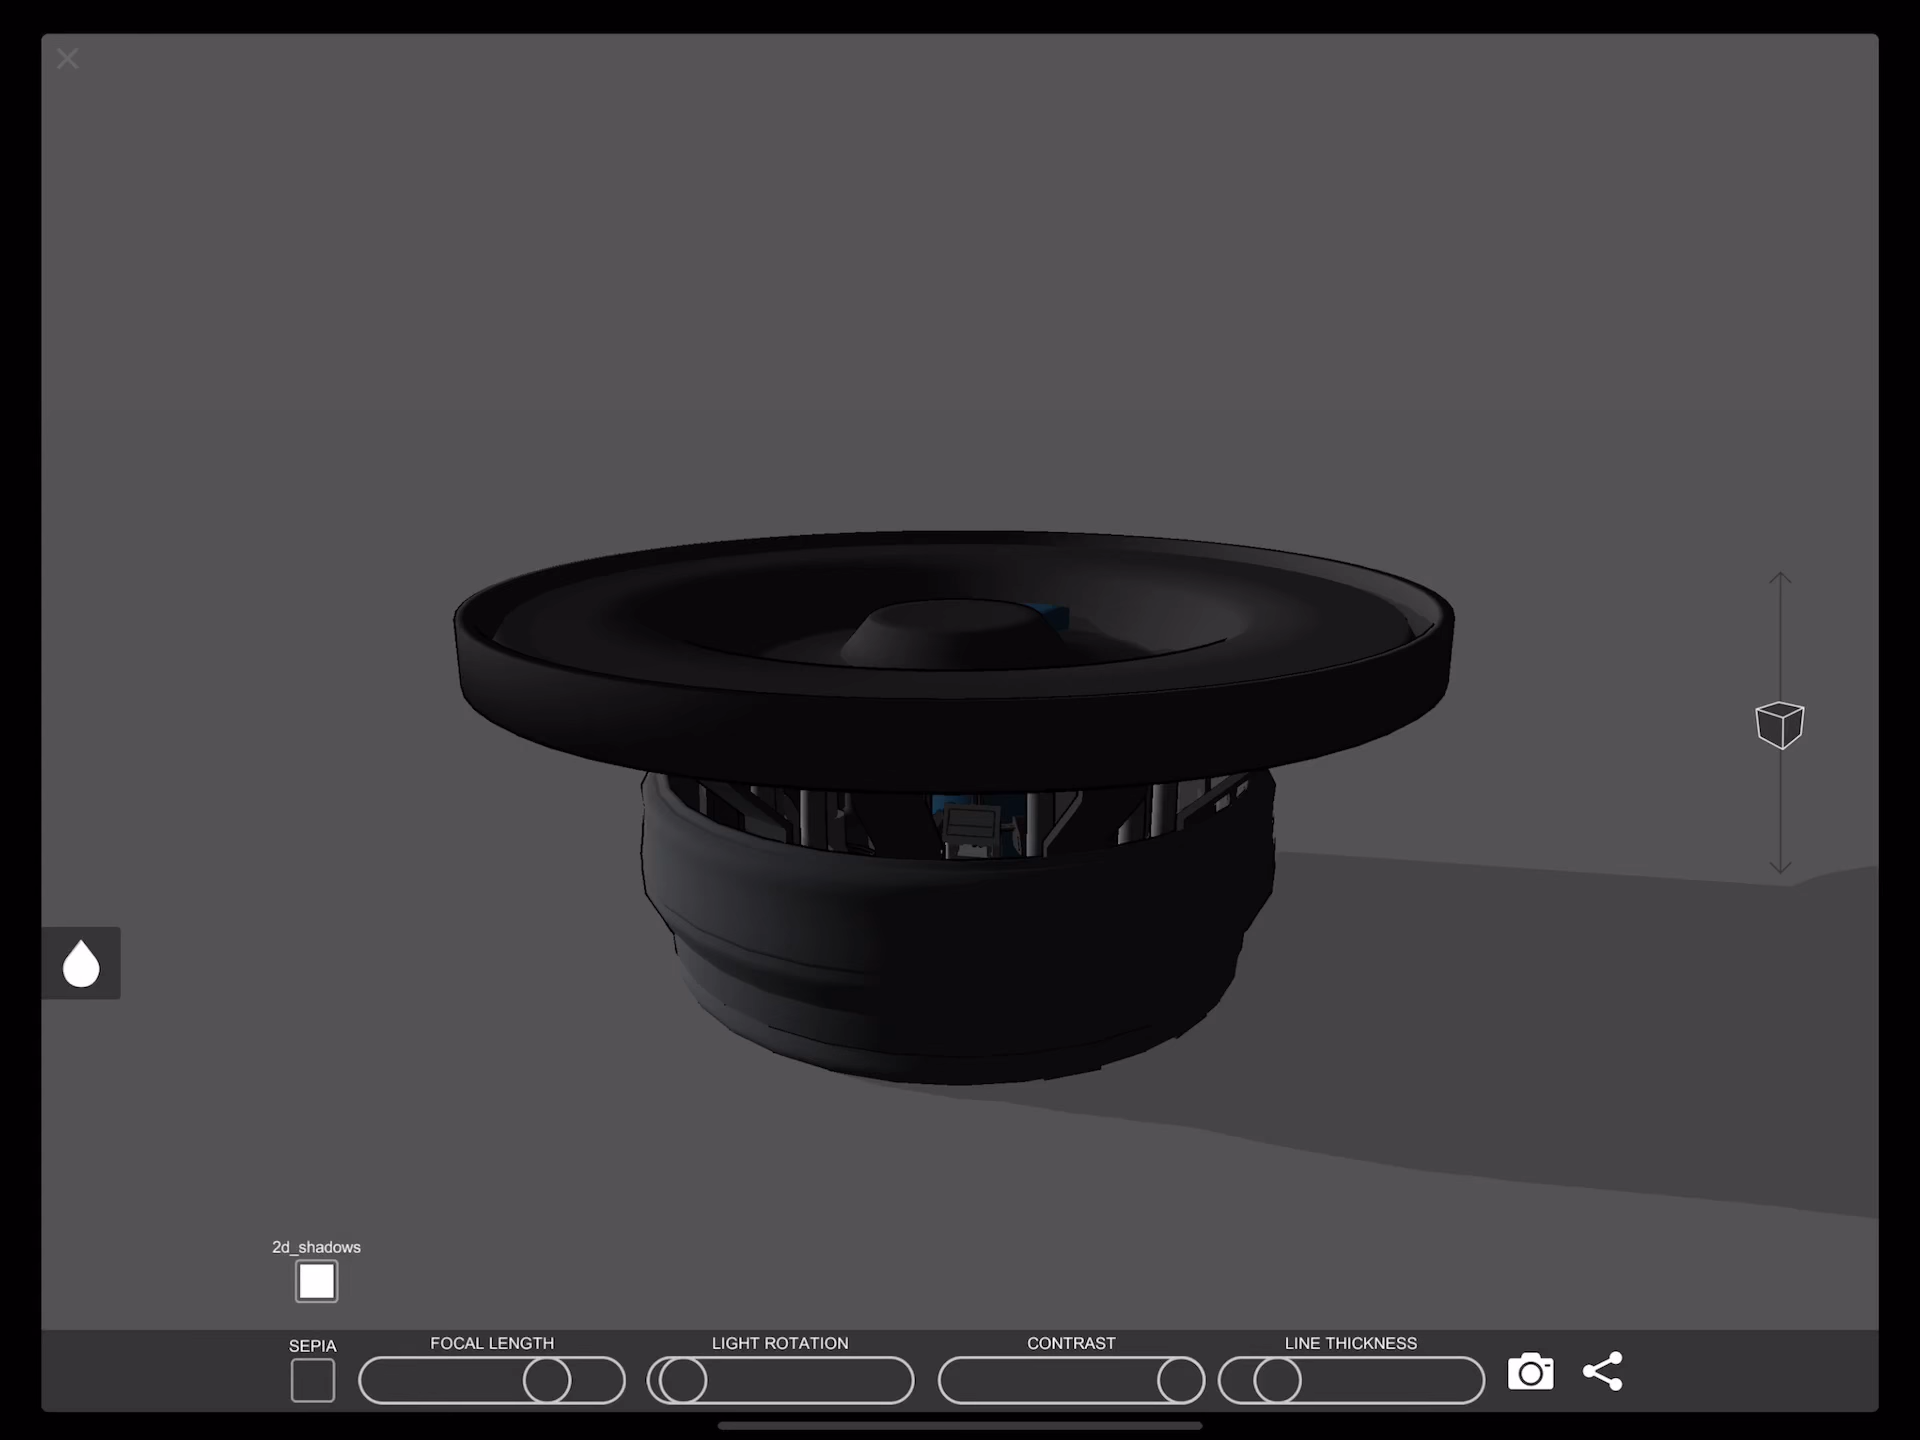 2d_shadows
SEPIA
FOCAL LENGTH
LIGHT ROTATION
CONTRAST
LINE THICKNESS